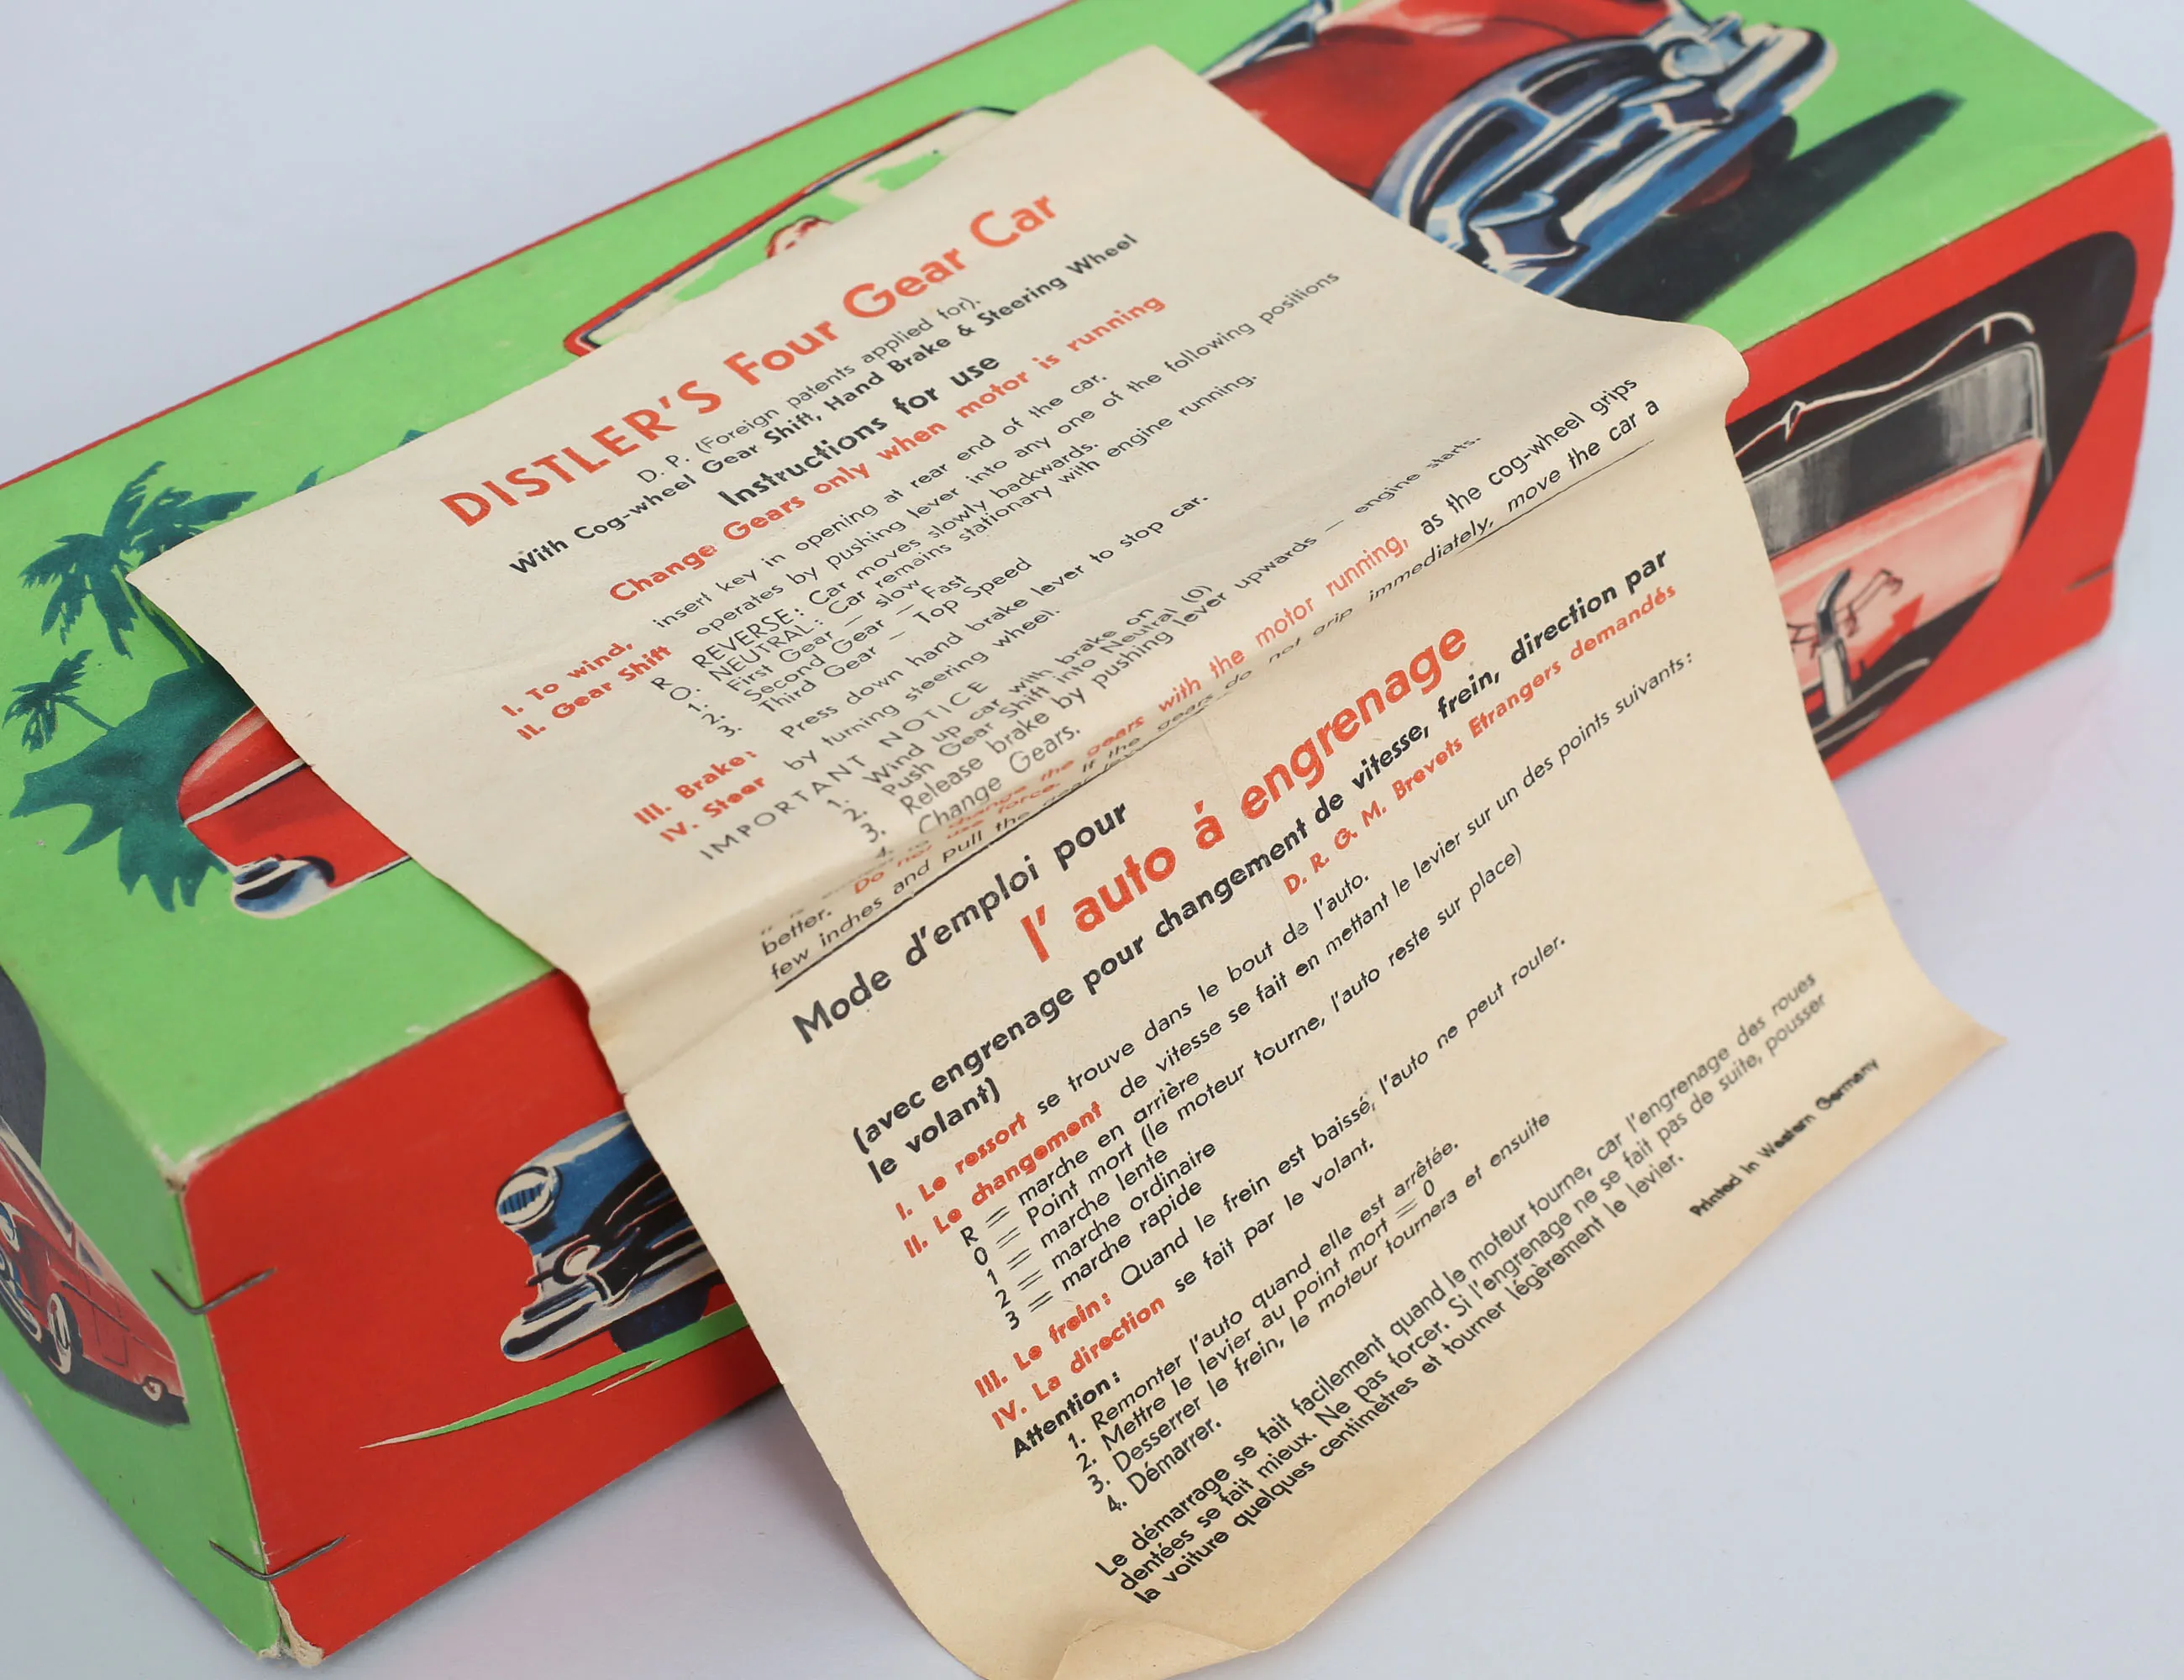 DISTLER'S Four Gear Car
D. P. (Foreign patents applied for).
With Cog-wheel Gear Shift, Hand Brake & Steering Wheel
Instructions for use
Change Gears only when motor is running
I. To wind, insert key in opening at rear end of the car.
II. Gear Shift operates by pushing lever into any one of the following positions
R REVERSE: Car moves slowly backwards.
O. NEUTRAL: Car remains stationary with engine running.
1. First Gear — slow
2. Second Gear — Fast
3. Third Gear — Top Speed
III. Brake: Press down hand brake lever to stop car.
IV. Steer by turning steering wheel.
IMPORTANT NOTICE
1. Wind up car with brake on
2. Push Gear Shift into Neutral (0)
3. Release brake by pushing lever upwards — engine starts.
4. Change Gears.
change the gears with the motor running, as the cog-wheel grips
better. Do not use force. If the gears do not grip immediately, move the car a
few inches and pull the
Mode d'emploi pour
l' auto á engrenage
(avec engrenage pour changement de vitesse, frein, direction par
le volant)
D. R. G. M. Brevets Etrangers demandés
I. Le ressort se trouve dans le bout de l'auto.
II. Le changement de vitesse se fait en mettant le levier sur un des points suivants:
R = marche en arrière
0 = Point mort (le moteur tourne, l'auto reste sur place)
1 = marche lente
2 = marche ordinaire
3 = marche rapide
III. Le frein: Quand le frein est baissé, l'auto ne peut rouler.
IV. La direction se fait par le volant.
Attention:
1. Remonter l'auto quand elle est arrêtée.
2. Mettre le levier au point mort = 0
3. Desserrer le frein, le moteur tournera et ensuite
4. Démarrer.
Le démarrage se fait facilement quand le moteur tourne, car l'engrenage des roues
dentées se fait mieux. Ne pas forcer. Si l'engrenage ne se fait pas de suite, pousser
la voiture quelques centimètres et tourner légèrement le levier.
Printed in Western Germany